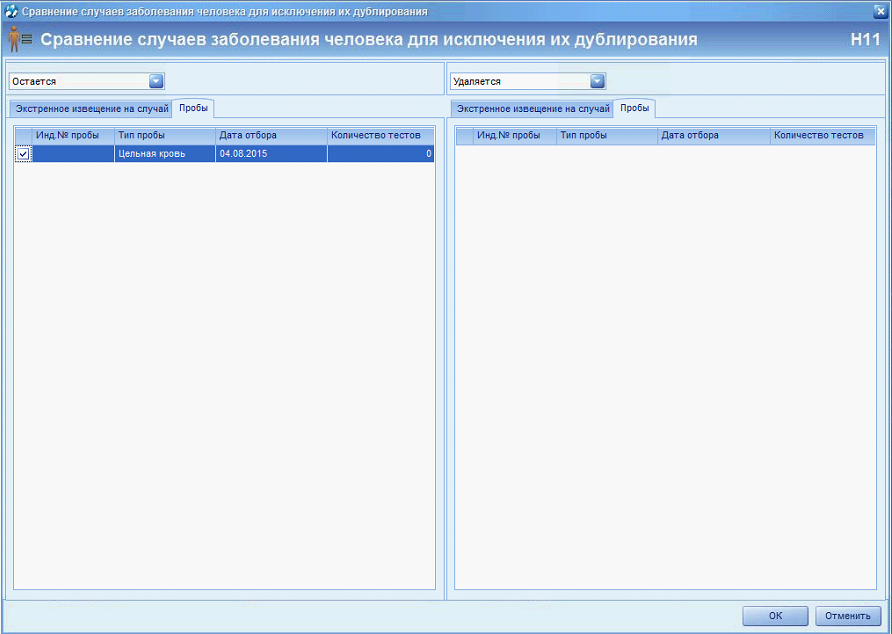 Сравнение случаев заболевания человека для исключения их дублирования
Сравнение случаев заболевания человека для исключения их дублирования H11
Остается Удаляется
Экстренное извещение на случай Пробы Экстренное извещение на случай Пробы
Инд.№ пробы Тип пробы Дата отбора Количество тестов Инд.№ пробы Тип пробы Дата отбора Количество тестов
Цельная кровь 04.08.2015 0
ОК Отменить